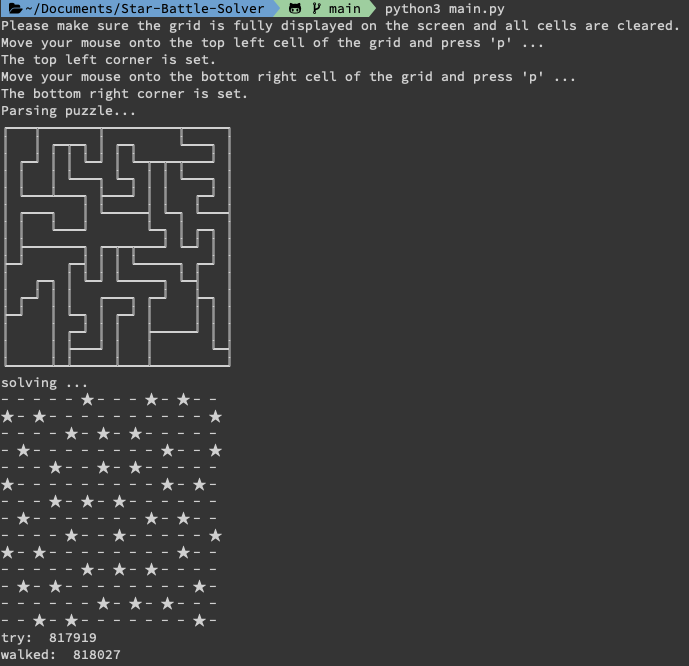 ~/Documents/Star-Battle-Solver main python3 main.py
Please make sure the grid is fully displayed on the screen and all cells are cleared.
Move your mouse onto the top left cell of the grid and press 'p' ...
The top left corner is set.
Move your mouse onto the bottom right cell of the grid and press 'p' ...
The bottom right corner is set.
Parsing puzzle...
solving ...
- - - - - ★- - - ★- ★- -
★- ★- - - - - - - - - - ★
- - - - ★- ★- ★- - - - -
- ★- - - - - - - - ★- - ★
- - - ★- - ★- ★- - - - -
★- - - - - - - - - ★- ★-
- - - ★- ★- ★- - - - - -
- ★- - - - - - - ★- ★- -
- - - - ★- - ★- - - - - ★
★- ★- - - - - - - - ★- -
- - - - - ★- ★- ★- - - -
- ★- ★- - - - - - - - ★-
- - - - - - ★- ★- ★- - -
- - ★- ★- - - - - - - ★-
try:  817919
walked:  818027